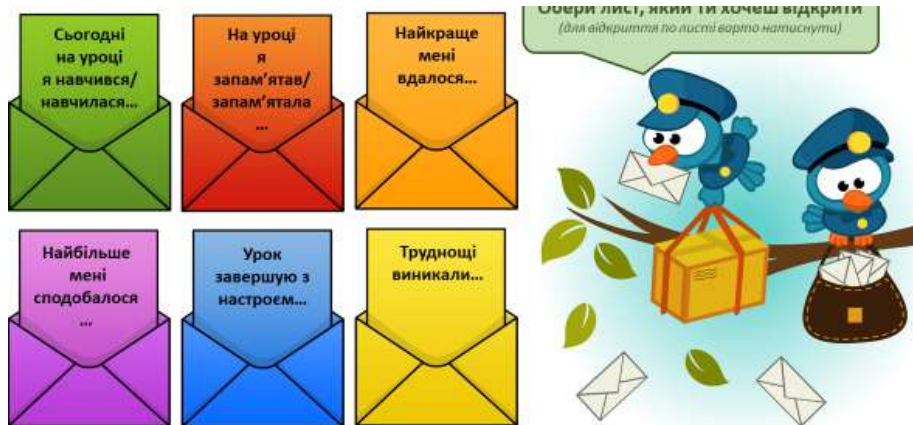 Сьогодні
на уроці
я навчився/
навчилася...
На уроці
я
запам'ятав/
запам'ятала
...
Найкраще
мені
вдалося...
Найбільше
мені
сподобалося
...
Урок
завершую з
настроєм...
Труднощі
виникали...
Обери лист, який ти хочеш відкрити
(для відкриття по листі варто натиснути)